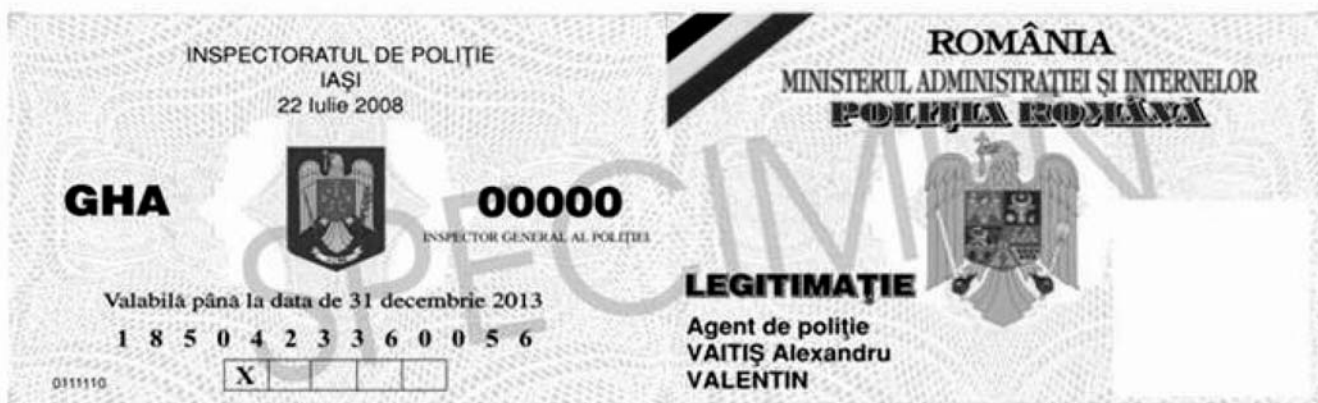 INSPECTORATUL DE POLIȚIE
IAȘI
22 Iulie 2008
GHA
00000
INSPECTOR GENERAL AL POLIȚIEI
Valabilă până la data de 31 decembrie 2013
1 8 5 0 4 2 3 3 6 0 0 5 6
X
0111110
ROMÂNIA
MINISTERUL ADMINISTRAȚIEI ȘI INTERNELOR
POLIȚIA ROMÂNĂ
LEGITIMAȚIE
Agent de poliție
VAITIȘ Alexandru
VALENTIN
SPECIMEN